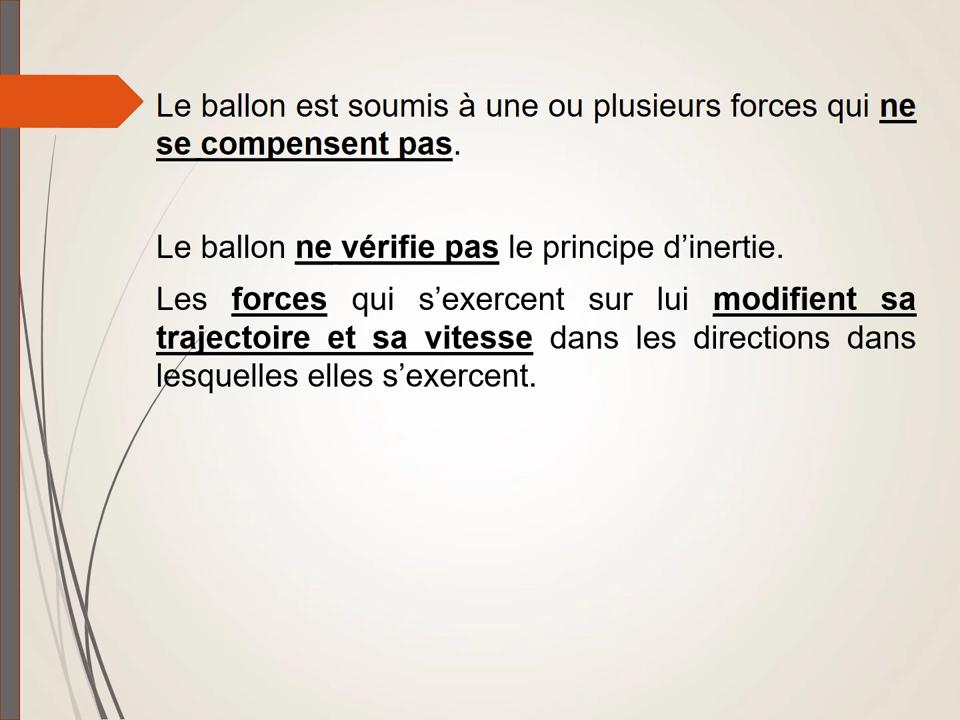 Le ballon est soumis à une ou plusieurs forces qui ne
se compensent pas.
Le ballon ne vérifie pas le principe d’inertie.
Les forces qui s’exercent sur lui modifient sa
trajectoire et sa vitesse dans les directions dans
lesquelles elles s’exercent.